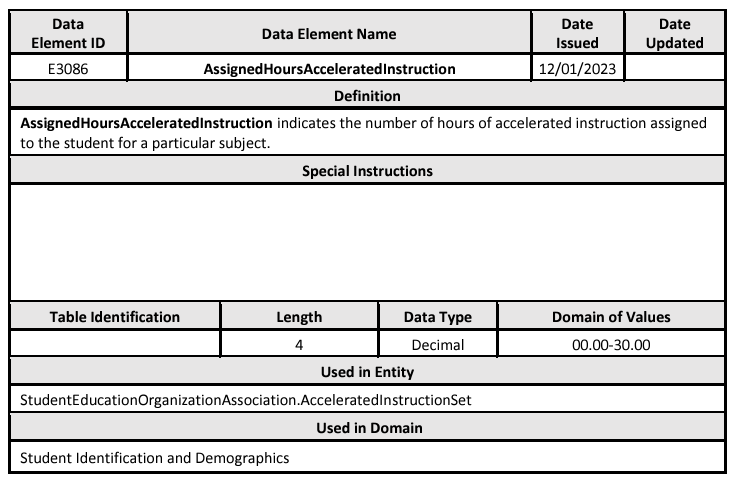 Data Element ID
Data Element Name
Date Issued
Date Updated
E3086
AssignedHoursAcceleratedInstruction
12/01/2023
Definition
AssignedHoursAcceleratedInstruction indicates the number of hours of accelerated instruction assigned
to the student for a particular subject.
Special Instructions
Table Identification
Length
Data Type
Domain of Values
4
Decimal
00.00-30.00
Used in Entity
StudentEducationOrganizationAssociation.AcceleratedInstructionSet
Used in Domain
Student Identification and Demographics